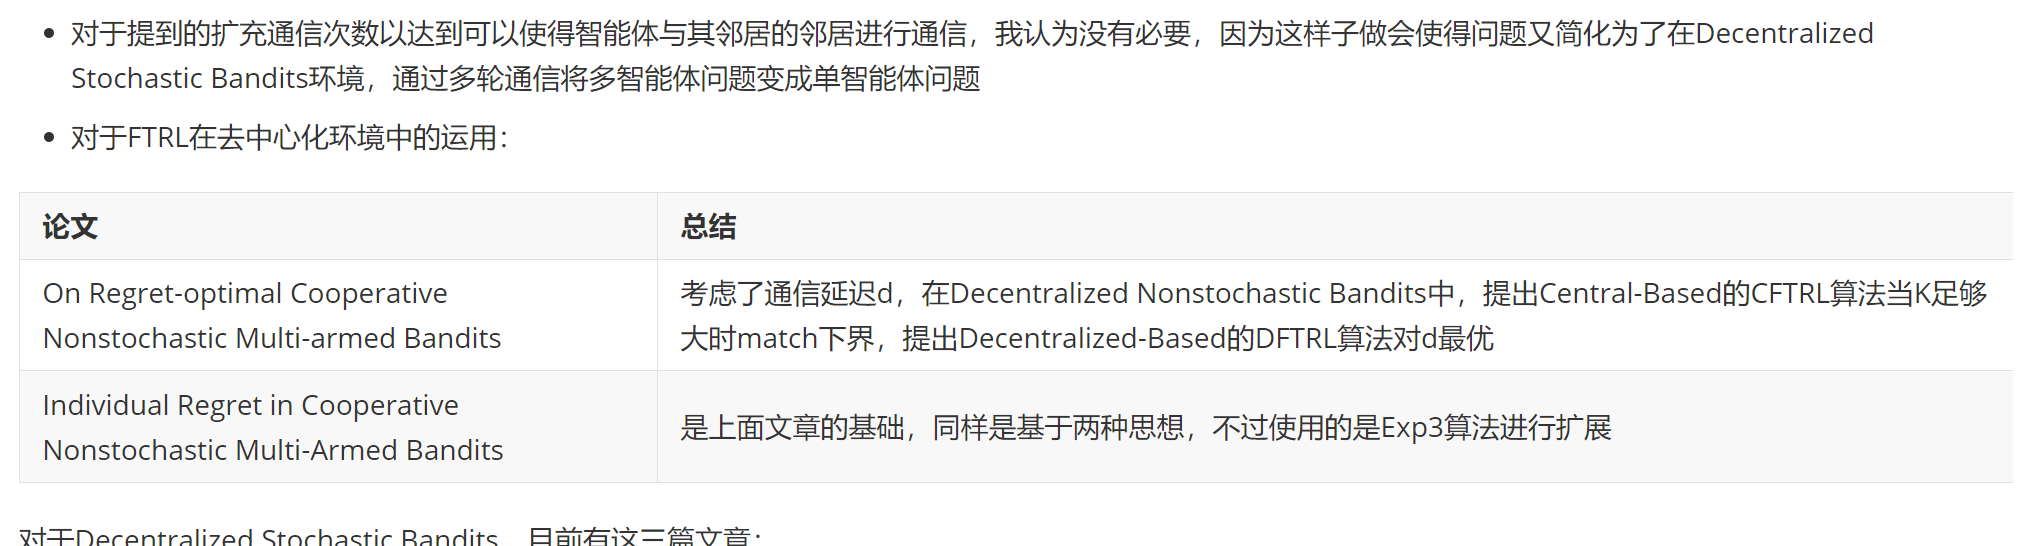 对于提到的扩充通信次数以达到可以使得智能体与其邻居的邻居进行通信，我认为没有必要，因为这样子做会使得问题又简化为了在Decentralized
Stochastic Bandits环境，通过多轮通信将多智能体问题变成单智能体问题
对于FTRL在去中心化环境中的运用：
论文
总结
On Regret-optimal Cooperative
Nonstochastic Multi-armed Bandits
考虑了通信延迟d，在Decentralized Nonstochastic Bandits中，提出Central-Based的CFTRL算法当K足够
大时match下界，提出Decentralized-Based的DFTRL算法对d最优
Individual Regret in Cooperative
Nonstochastic Multi-Armed Bandits
是上面文章的基础，同样是基于两种思想，不过使用的是Exp3算法进行扩展
对于Decentralized Stochastic Bandits，目前有这三篇文章：